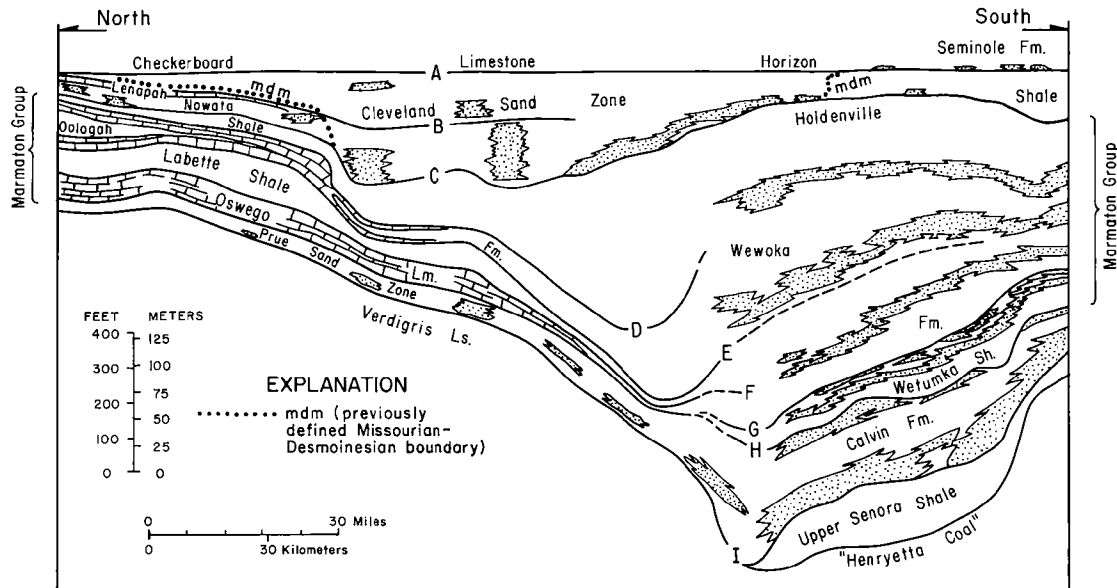 North
South
Seminole Fm.
Checkerboard Limestone Horizon
A
mdm
mdm
Lenapah
Cleveland Sand Zone
Shale
Nowata
Holdenville
B
Marmaton Group
Oologah
Shale
C
Marmaton Group
Labette
Shale
Oswego
Fm.
Wewoka
Prue Sand Zone
Lm.
D
Verdigris Ls.
E
Fm.
FEET METERS
400 125
300 100
75
200 50
100 25
0 0
F
Wetumka Sh.
G
H
Calvin Fm.
EXPLANATION
mdm (previously
defined Missourian-
Desmoinesian boundary)
0 30 Miles
0 30 Kilometers
I
Upper Senora Shale
"Henryetta Coal"